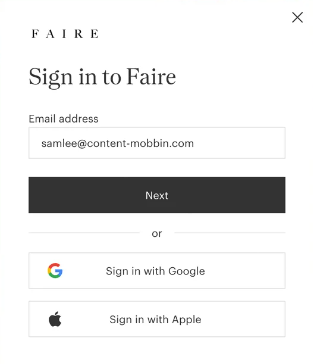 FAIRE
Sign in to Faire
Email address
samlee@content-mobbin.com
Next
or
Sign in with Google
Sign in with Apple